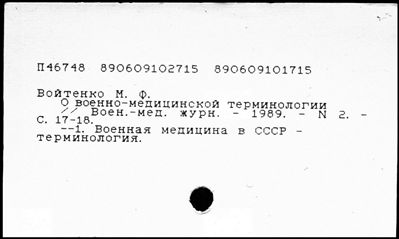 П46748 890609102715 890609101715
Войтенко М. Ф.
О военно-медицинской терминологии
// Воен.-мед. журн. - 1989. - N 2. -
С. 17-18.
--1. Военная медицина в СССР -
терминология.